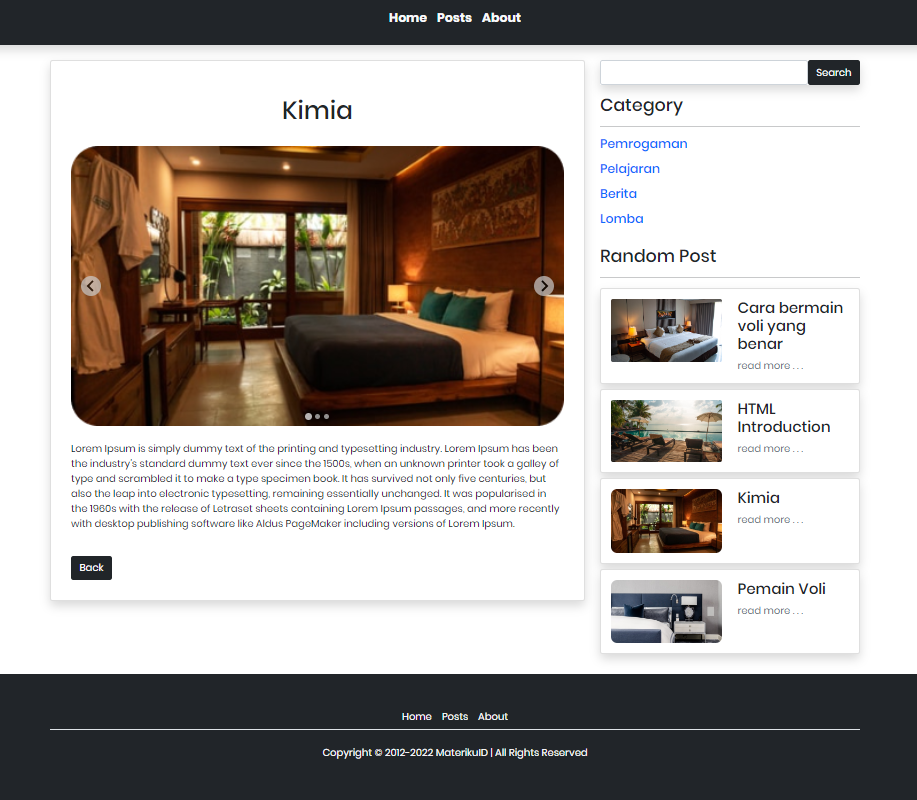 Home Posts About
Kimia
Lorem Ipsum is simply dummy text of the printing and typesetting industry. Lorem Ipsum has been
the industry's standard dummy text ever since the 1500s, when an unknown printer took a galley of
type and scrambled it to make a type specimen book. It has survived not only five centuries, but
also the leap into electronic typesetting, remaining essentially unchanged. It was popularised in
the 1960s with the release of Letraset sheets containing Lorem Ipsum passages, and more recently
with desktop publishing software like Aldus PageMaker including versions of Lorem Ipsum.
Back
Search
Category
Pemrogaman
Pelajaran
Berita
Lomba
Random Post
Cara bermain
voli yang
benar
read more . . .
HTML
Introduction
read more . . .
Kimia
read more . . .
Pemain Voli
read more . . .
Home Posts About
Copyright © 2012-2022 MaterikuID | All Rights Reserved